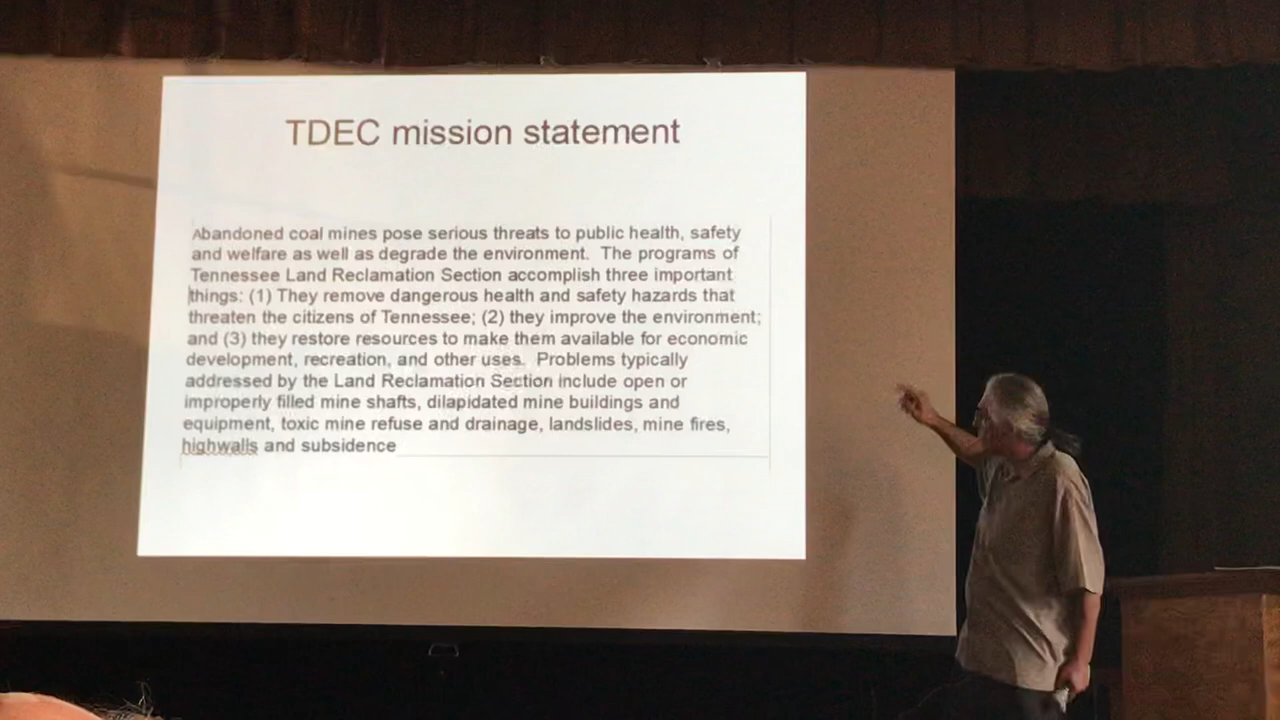 TDEC mission statement
Abandoned coal mines pose serious threats to public health, safety
and welfare as well as degrade the environment. The programs of
Tennessee Land Reclamation Section accomplish three important
things: (1) They remove dangerous health and safety hazards that
threaten the citizens of Tennessee; (2) they improve the environment;
and (3) they restore resources to make them available for economic
development, recreation, and other uses. Problems typically
addressed by the Land Reclamation Section include open or
improperly filled mine shafts, dilapidated mine buildings and
equipment, toxic mine refuse and drainage, landslides, mine fires,
highwalls and subsidence